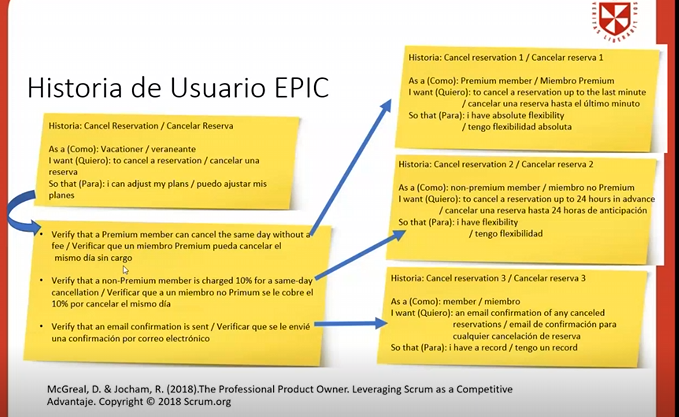 Historia de Usuario EPIC
Historia: Cancel Reservation / Cancelar Reserva
As a (Como): Vacationer / veraneante
I want (Quiero): to cancel a reservation / cancelar una
reserva
So that (Para): i can adjust my plans / puedo ajustar mis
planes
• Verify that a Premium member can cancel the same day without a
fee / Verificar que un miembro Premium pueda cancelar el
mismo día sin cargo
• Verify that a non-Premium member is charged 10% for a same-day
cancellation / Verificar que a un miembro no Primum se le cobre el
10% por cancelar el mismo día
• Verify that an email confirmation is sent / Verificar que se le envié
una confirmación por correo electrónico
Historia: Cancel reservation 1 / Cancelar reserva 1
As a (Como): Premium member / Miembro Premium
I want (Quiero): to cancel a reservation up to the last minute
/ cancelar una reserva hasta el último minuto
So that (Para): i have absolute flexibility
/ tengo flexibilidad absoluta
Historia: Cancel reservation 2 / Cancelar reserva 2
As a (Como): non-premium member / miembro no Premium
I want (Quiero): to cancel a reservation up to 24 hours in advance
/ cancelar una reserva hasta 24 horas de anticipación
So that (Para): i have flexibility
/ tengo flexibilidad
Historia: Cancel reservation 3 / Cancelar reserva 3
As a (Como): member / miembro
I want (Quiero): an email confirmation of any canceled
reservations / email de confirmación para
cualquier cancelación de reserva
So that (Para): i have a record / tengo un record
McGreal, D. & Jocham, R. (2018).The Professional Product Owner. Leveraging Scrum as a Competitive
Advantaje. Copyright © 2018 Scrum.org